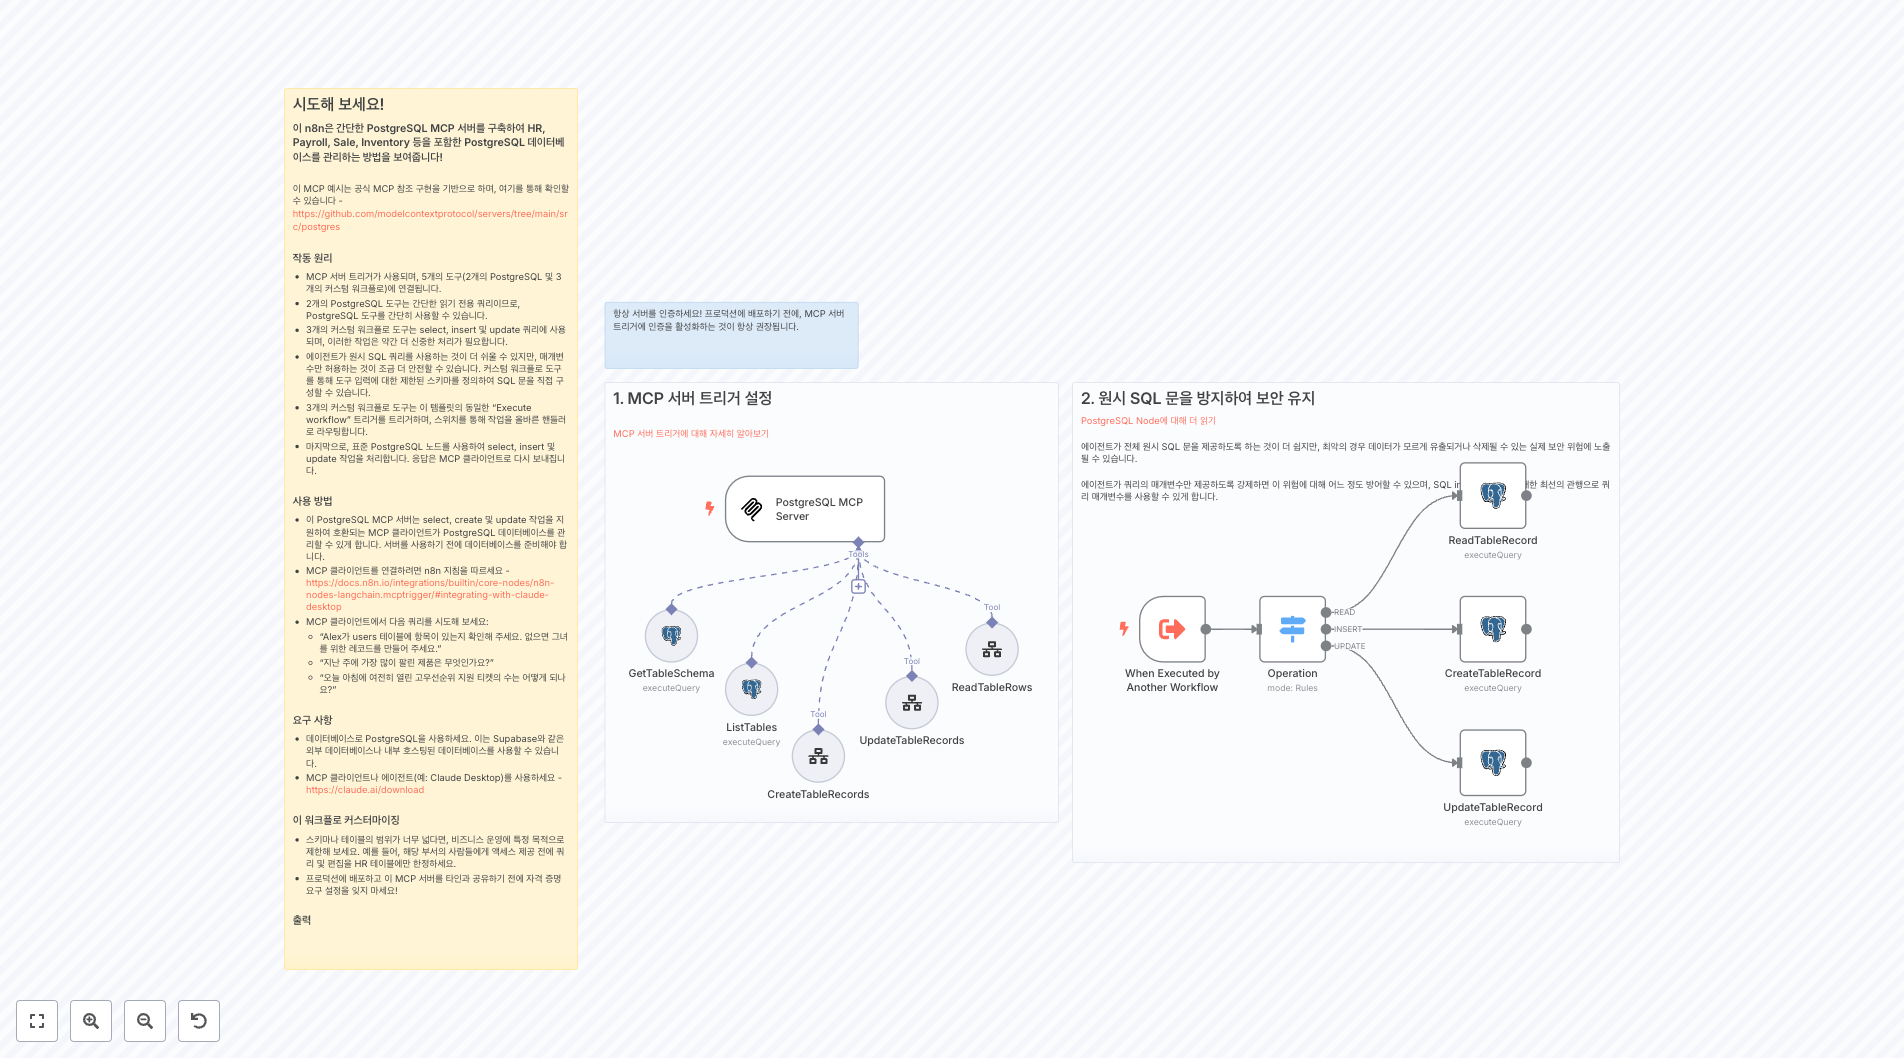 시도해 보세요!
이 n8n은 간단한 PostgreSQL MCP 서버를 구축하여 HR,
Payroll, Sale, Inventory 등을 포함한 PostgreSQL 데이터베
이스를 관리하는 방법을 보여줍니다!
이 MCP 예시는 공식 MCP 참조 구현을 기반으로 하며, 여기를 통해 확인할
수 있습니다 -
https://github.com/modelcontextprotocol/servers/tree/main/sr
c/postgres
작동 원리
• MCP 서버 트리거가 사용되며, 5개의 도구(2개의 PostgreSQL 및 3
개의 커스텀 워크플로)에 연결됩니다.
• 2개의 PostgreSQL 도구는 간단한 읽기 전용 쿼리이므로,
PostgreSQL 도구를 간단히 사용할 수 있습니다.
• 3개의 커스텀 워크플로 도구는 select, insert 및 update 쿼리에 사용
되며, 이러한 작업은 약간 더 신중한 처리가 필요합니다.
• 에이전트가 원시 SQL 쿼리를 사용하는 것이 더 쉬울 수 있지만, 매개변
수만 허용하는 것이 조금 더 안전할 수 있습니다. 커스텀 워크플로 도구
를 통해 도구 입력에 대한 제한된 스키마를 정의하여 SQL 문을 직접 구
성할 수 있습니다.
• 3개의 커스텀 워크플로 도구는 이 템플릿의 동일한 “Execute
workflow” 트리거를 트리거하며, 스위치를 통해 작업을 올바른 핸들러
로 라우팅합니다.
• 마지막으로, 표준 PostgreSQL 노드를 사용하여 select, insert 및
update 작업을 처리합니다. 응답은 MCP 클라이언트로 다시 보내집니
다.
사용 방법
• 이 PostgreSQL MCP 서버는 select, create 및 update 작업을 지
원하여 호환되는 MCP 클라이언트가 PostgreSQL 데이터베이스를 관
리할 수 있게 합니다. 서버를 사용하기 전에 데이터베이스를 준비해야 합
니다.
• MCP 클라이언트를 연결하려면 n8n 지침을 따르세요 -
https://docs.n8n.io/integrations/builtin/core-nodes/n8n-
nodes-langchain.mcptrigger/#integrating-with-claude-
desktop
• MCP 클라이언트에서 다음 쿼리를 시도해 보세요:
◦ “Alex가 users 테이블에 항목이 있는지 확인해 주세요. 없으면 그녀
를 위한 레코드를 만들어 주세요.”
◦ “지난 주에 가장 많이 팔린 제품은 무엇인가요?”
◦ “오늘 아침에 여전히 열린 고우선순위 지원 티켓의 수는 어떻게 되나
요?”
요구 사항
• 데이터베이스로 PostgreSQL을 사용하세요. 이는 Supabase와 같은
외부 데이터베이스나 내부 호스팅된 데이터베이스를 사용할 수 있습니
다.
• MCP 클라이언트나 에이전트(예: Claude Desktop)를 사용하세요 -
https://claude.ai/download
이 워크플로 커스터마이징
• 스키마나 테이블의 범위가 너무 넓다면, 비즈니스 운영에 특정 목적으로
제한해 보세요. 예를 들어, 해당 부서의 사람들에게 액세스 제공 전에 쿼
리 및 편집을 HR 테이블에만 한정하세요.
• 프로덕션에 배포하고 이 MCP 서버를 타인과 공유하기 전에 자격 증명
요구 설정을 잊지 마세요!
출력
항상 서버를 인증하세요! 프로덕션에 배포하기 전에, MCP 서버
트리거에 인증을 활성화하는 것이 항상 권장됩니다.
1. MCP 서버 트리거 설정
MCP 서버 트리거에 대해 자세히 알아보기
PostgreSQL MCP
Server
Tools
Tool
GetTableSchema
executeQuery
ListTables
executeQuery
Tool
CreateTableRecords
Tool
UpdateTableRecords
ReadTableRows
2. 원시 SQL 문을 방지하여 보안 유지
PostgreSQL Node에 대해 더 읽기
에이전트가 전체 원시 SQL 문을 제공하도록 하는 것이 더 쉽지만, 최악의 경우 데이터가 모르게 유출되거나 삭제될 수 있는 실제 보안 위험에 노출
될 수 있습니다.
에이전트가 쿼리의 매개변수만 제공하도록 강제하면 이 위험에 대해 어느 정도 방어할 수 있으며, SQL 한 최선의 관행으로 쿼
리 매개변수를 사용할 수 있게 합니다.
ReadTableRecord
executeQuery
READ
INSERT
UPDATE
When Executed by
Another Workflow
Operation
mode: Rules
CreateTableRecord
executeQuery
UpdateTableRecord
executeQuery